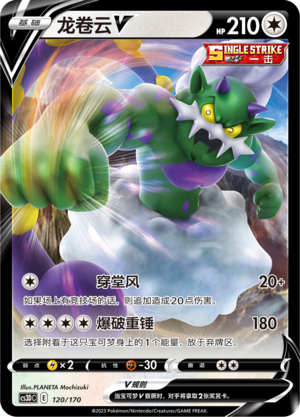 基础 龙卷云V HP 210
SINGLE STRIKE
一击
穿堂风 20+
如果场上有竞技场的话，则追加造成20点伤害。
爆破重锤 180
选择附着于这只宝可梦身上的1个能量，放于弃牌区。
弱点 ×2 抗性 -30 撤退
Illus.PLANETA Mochizuki
V规则
当宝可梦V昏厥时，对手将拿取2张奖赏卡。
CS3DC E 120/170
©2023 Pokémon/Nintendo/Creatures/GAME FREAK.